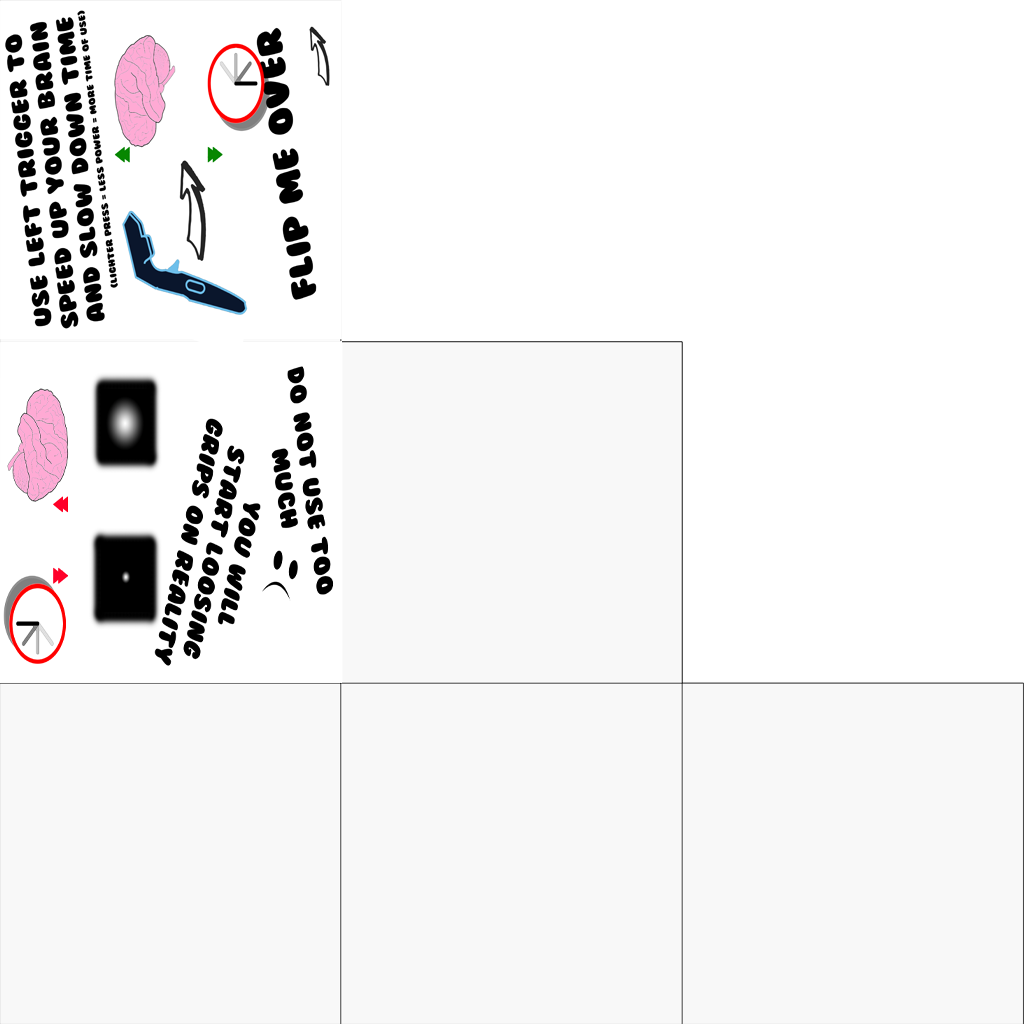 USE LEFT TRIGGER TO
SPEED UP YOUR BRAIN
AND SLOW DOWN TIME
(LIGHTER PRESS = LESS POWER = MORE TIME OF USE)
FLIP ME OVER
DO NOT USE TOO
MUCH
YOU WILL
START LOOSING
GRIPS ON REALITY